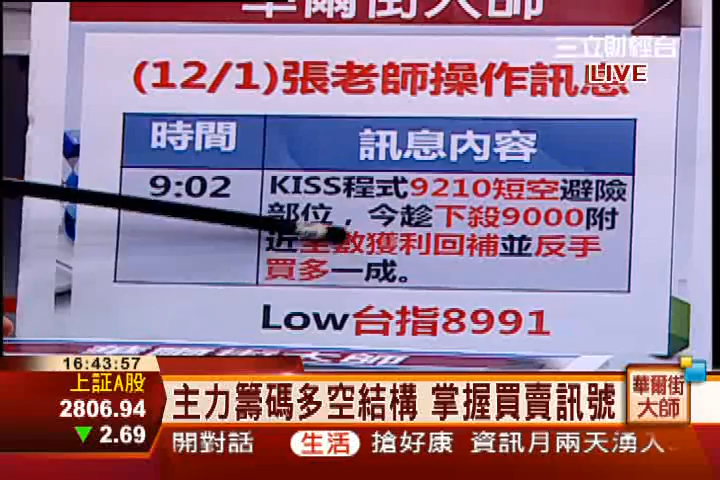 華爾街大師
三立財經台
LIVE
(12/1)張老師操作訊息
時間
訊息內容
9:02
KISS程式9210短空避險
部位，今趁下殺9000附
近全數獲利回補並反手
買多一成。
Low台指8991
16:43:57
上証A股
2806.94
▼2.69
主力籌碼多空結構 掌握買賣訊號
華爾街
大師
開對話 生活 搶好康 資訊月兩天湧入